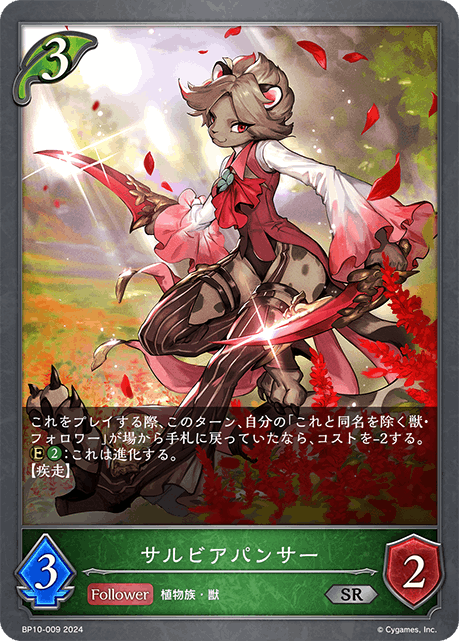 3
これをプレイする際、このターン、自分の「これと同名を除く獣・
フォロワー」が場から手札に戻っていたなら、コストを-2する。
E 2:これは進化する。
【疾走】
サルビアパンサー
3
Follower 植物族・獣
SR
2
BP10-009 2024
© Cygames, Inc.